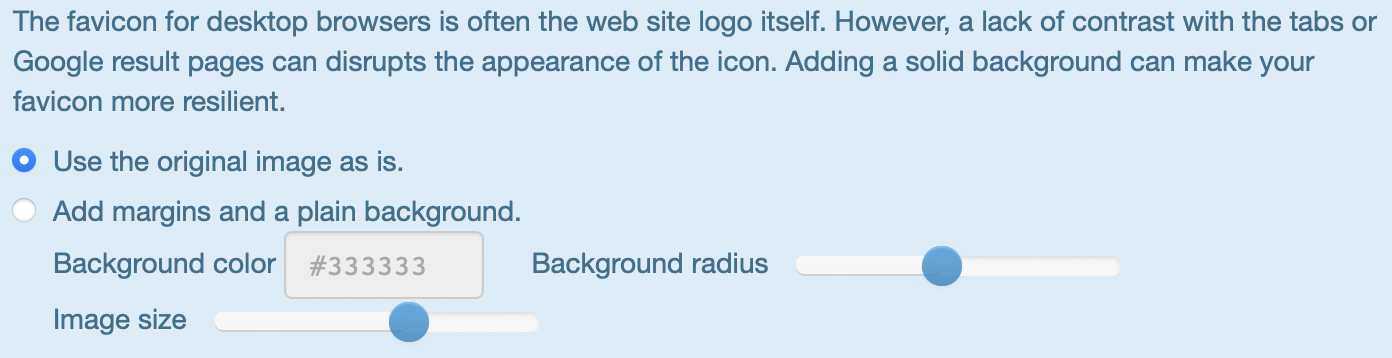 The favicon for desktop browsers is often the web site logo itself. However, a lack of contrast with the tabs or
Google result pages can disrupts the appearance of the icon. Adding a solid background can make your
favicon more resilient.
Use the original image as is.
Add margins and a plain background.
Background color #333333 Background radius
Image size